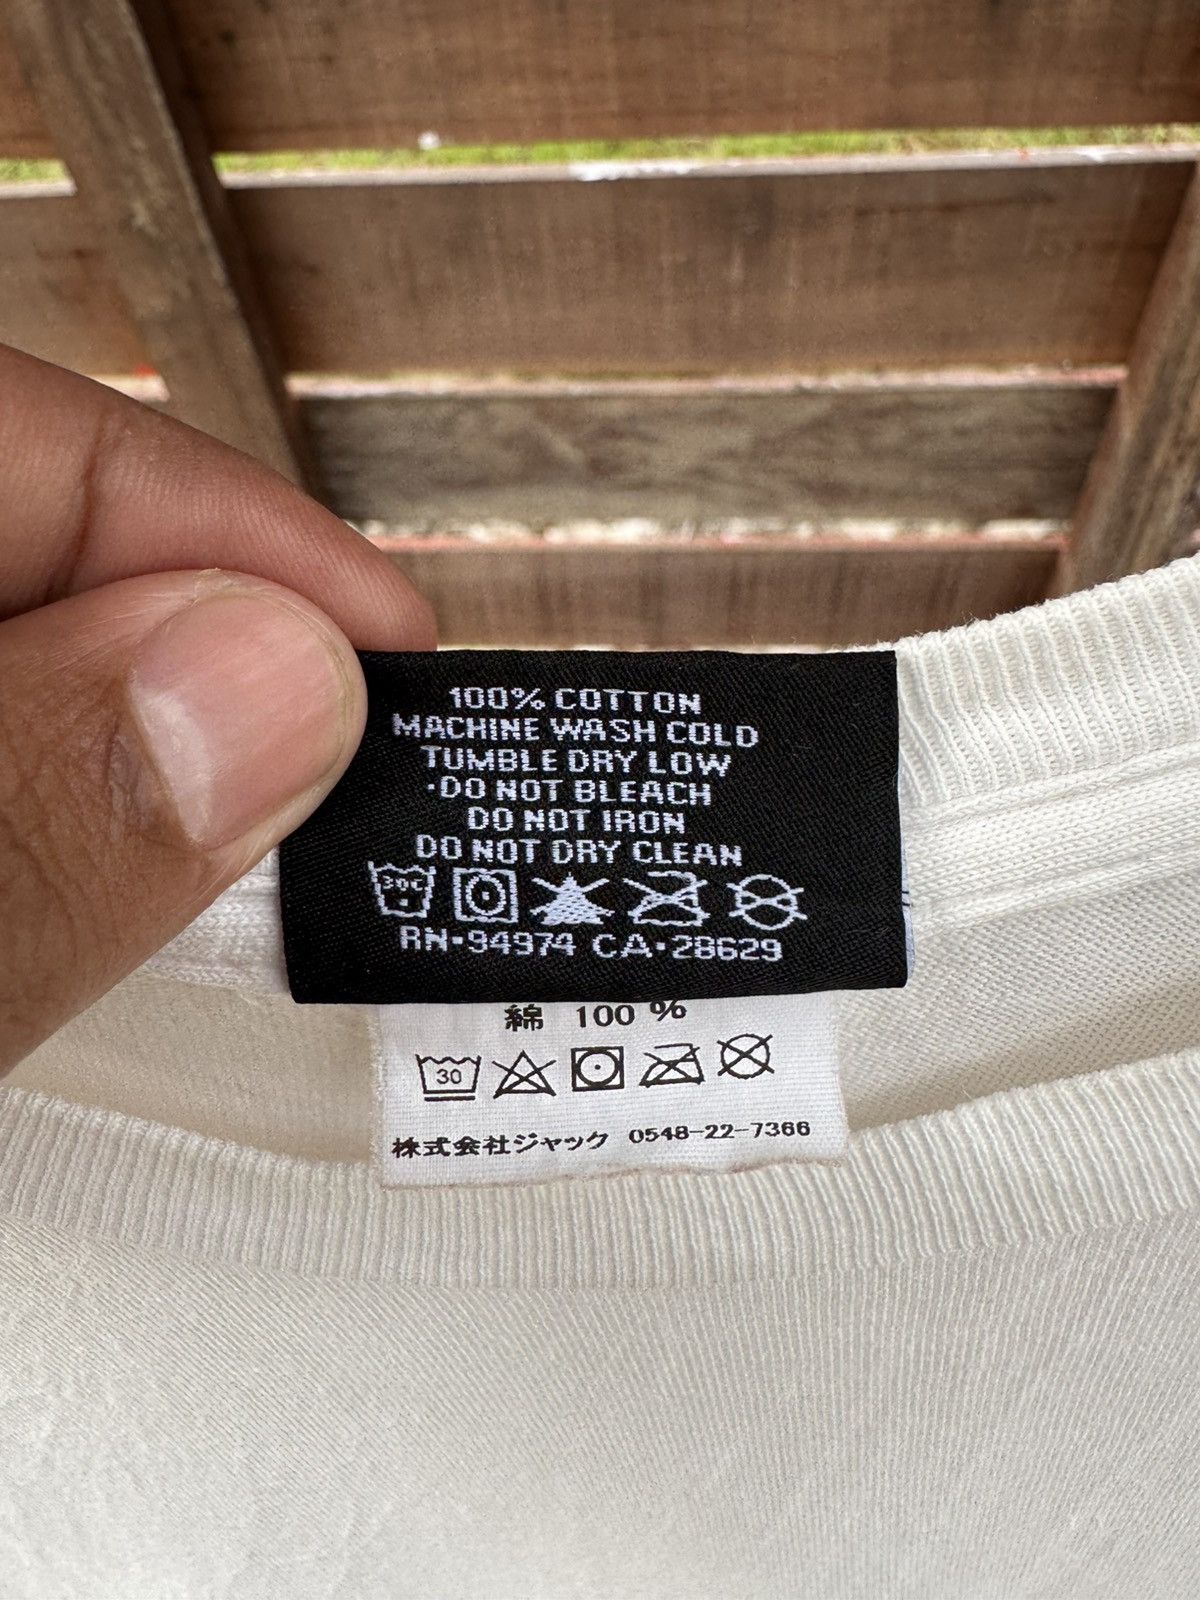 100% COTTON
MACHINE WASH COLD
TUMBLE DRY LOW
·DO NOT BLEACH
DO NOT IRON
DO NOT DRY CLEAN
30C
RN·94974 CA·28629
綿 100%
30
株式会社ジャック 0548-22-7366